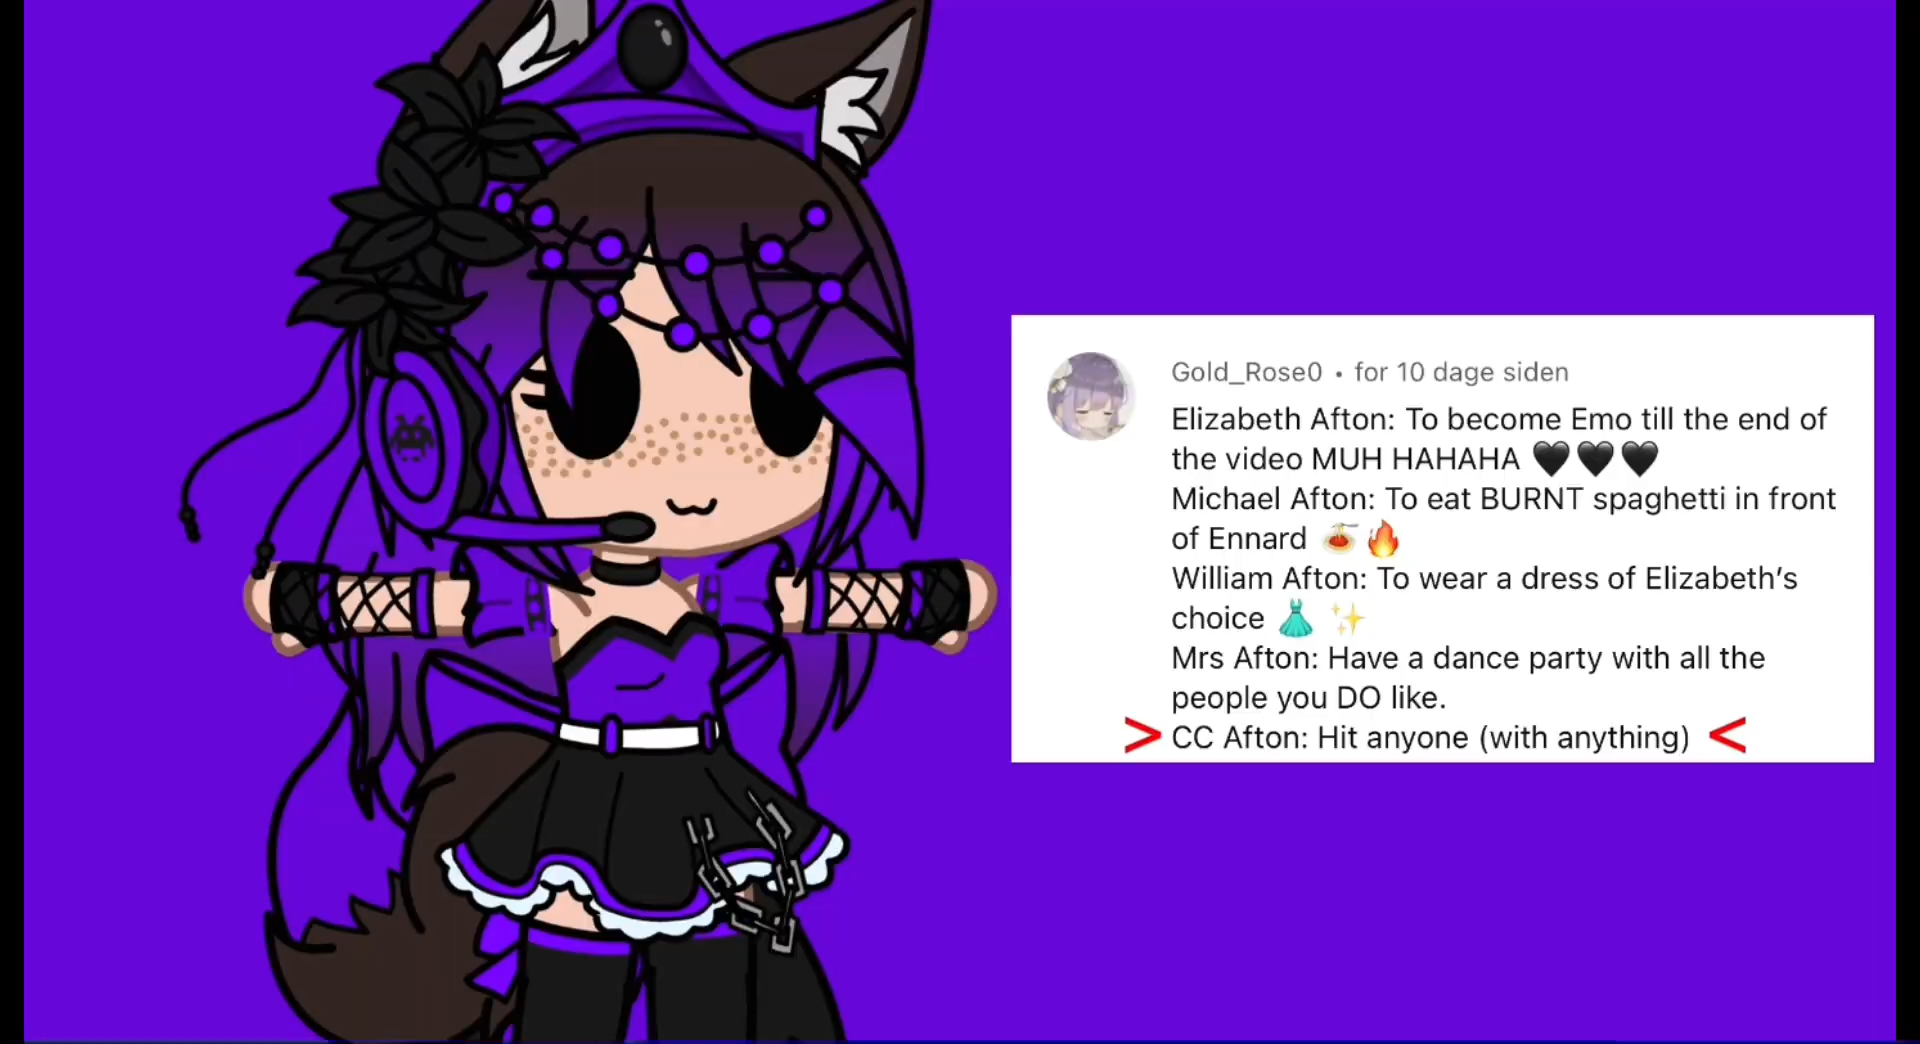 Gold_Rose0 • for 10 dage siden
Elizabeth Afton: To become Emo till the end of
the video MUH HAHAHA 🖤🖤🖤
Michael Afton: To eat BURNT spaghetti in front
of Ennard 🍝🔥
William Afton: To wear a dress of Elizabeth's
choice 👗 ✨
Mrs Afton: Have a dance party with all the
people you DO like.
> CC Afton: Hit anyone (with anything) <